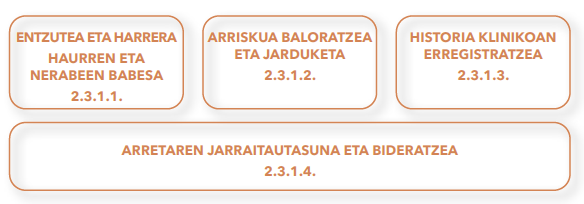 ENTZUTEA ETA HARRERA
HAURREN ETA
NERABEEN BABESA
2.3.1.1.
ARRISKUA BALORATZEA
ETA JARDUKETA
2.3.1.2.
HISTORIA KLINIKOAN
ERREGISTRATZEA
2.3.1.3.
ARRETAREN JARRAITAUTASUNA ETA BIDERATZEA
2.3.1.4.